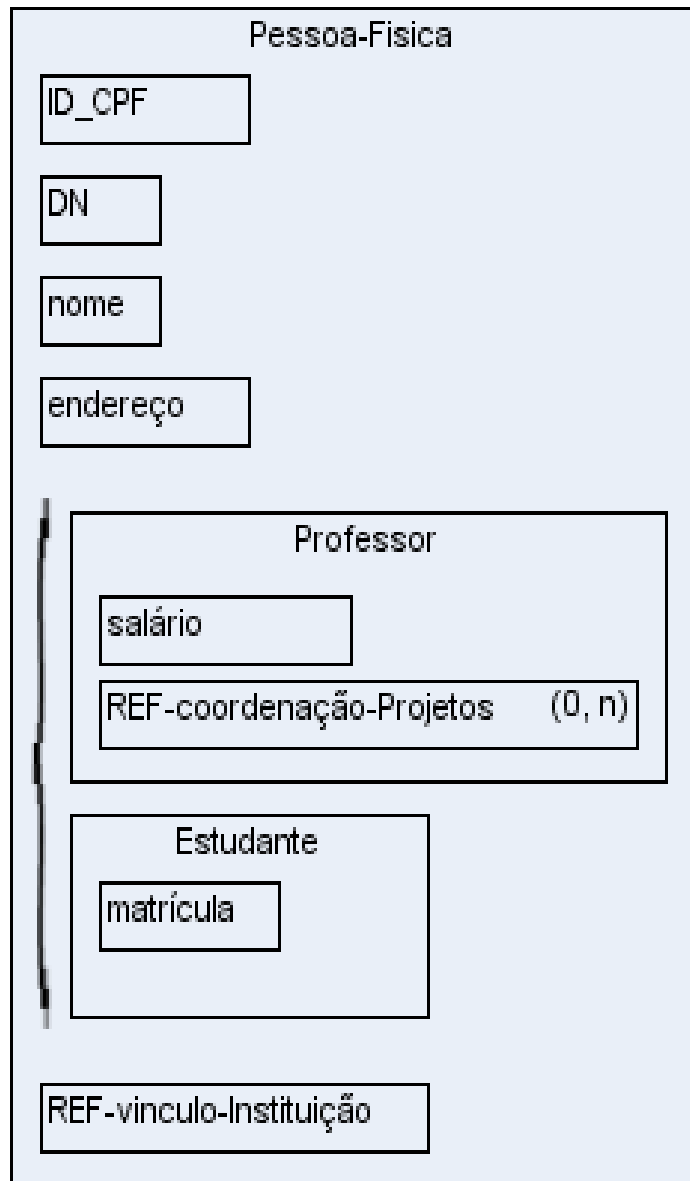 Pessoa-Fisica
ID_CPF
DN
nome
endereço
Professor
salário
REF-coordenação-Projetos (0, n)
Estudante
matrícula
REF-vinculo-Instituição